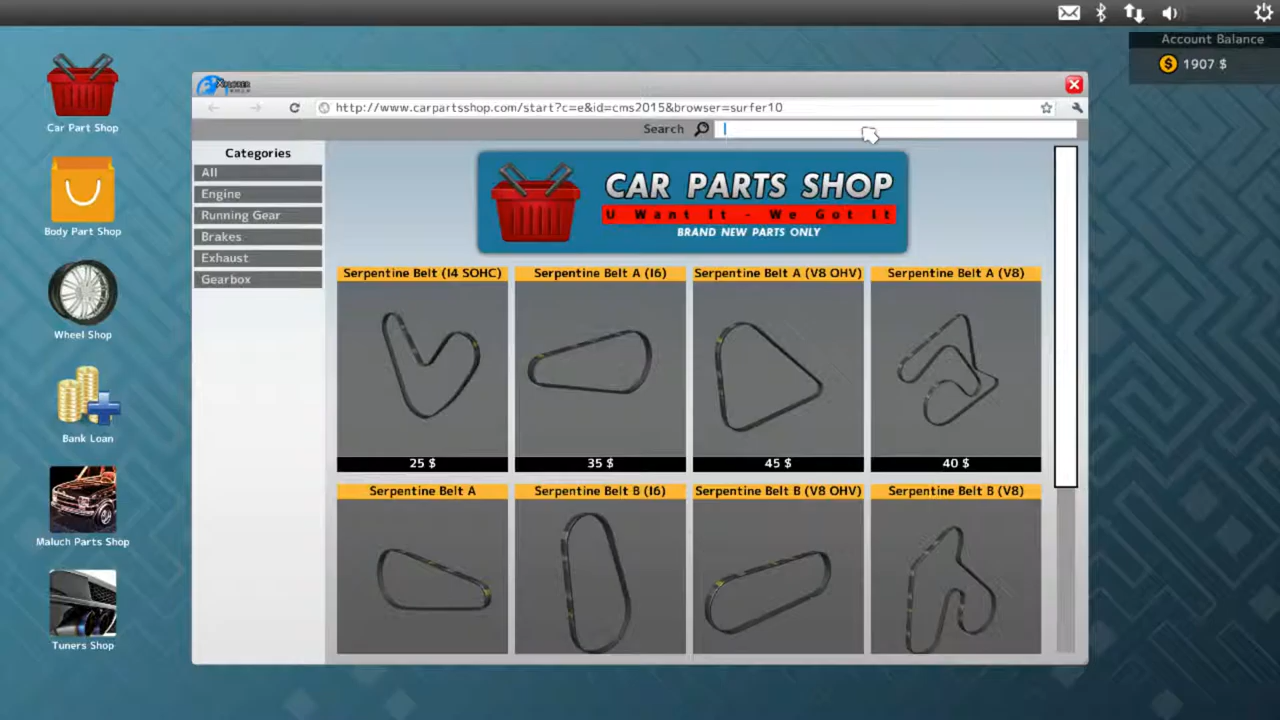 Account Balance
1907 $
Car Part Shop
Body Part Shop
Wheel Shop
Bank Loan
Maluch Parts Shop
Tuners Shop
http://www.carpartsshop.com/start?c=e&id=cms2015&browser=surfer10
Search
Categories
All
Engine
Running Gear
Brakes
Exhaust
Gearbox
CAR PARTS SHOP
U Want It - We Got It
BRAND NEW PARTS ONLY
Serpentine Belt (I4 SOHC)
Serpentine Belt A (I6)
Serpentine Belt A (V8 OHV)
Serpentine Belt A (V8)
25 $
35 $
45 $
40 $
Serpentine Belt A
Serpentine Belt B (I6)
Serpentine Belt B (V8 OHV)
Serpentine Belt B (V8)